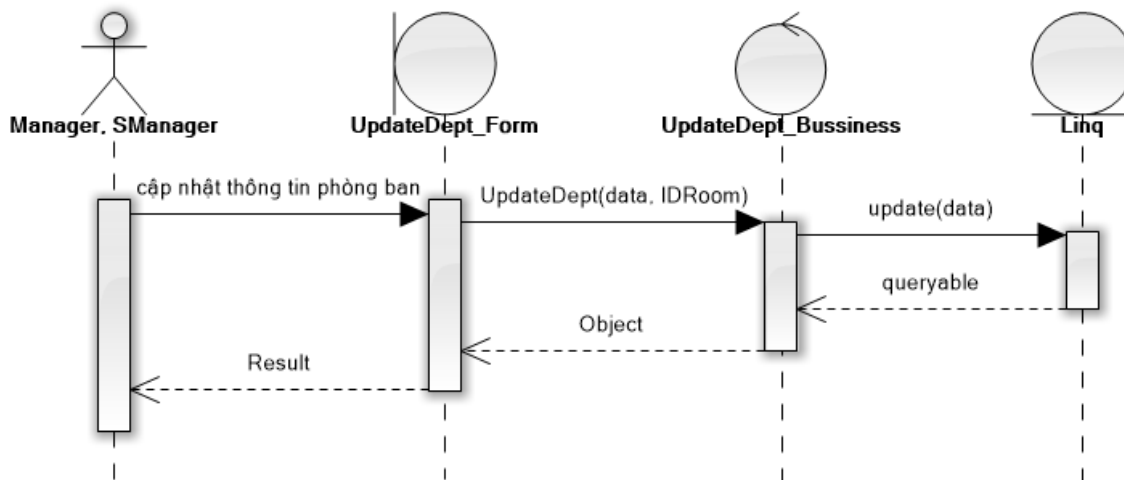 Manager, SManager
UpdateDept_Form
UpdateDept_Bussiness
Linq
cập nhật thông tin phòng ban
UpdateDept(data, IDRoom)
update(data)
queryable
Object
Result